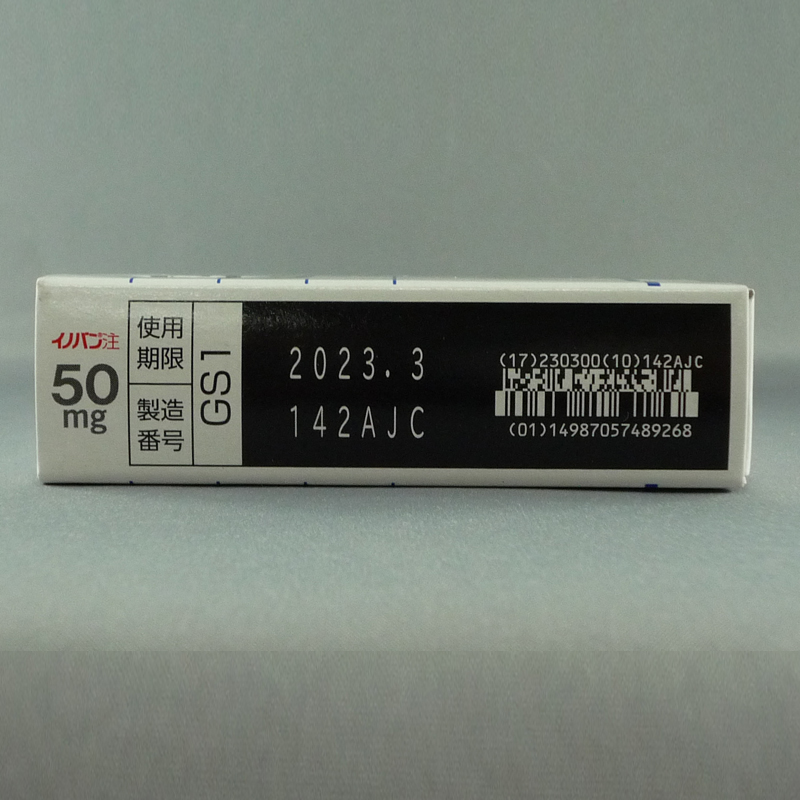 イノバン注
50
mg
使用
期限
製造
番号
GS1
2023.3
142AJC
(17)230300(10)142AJC
(01)14987057489268